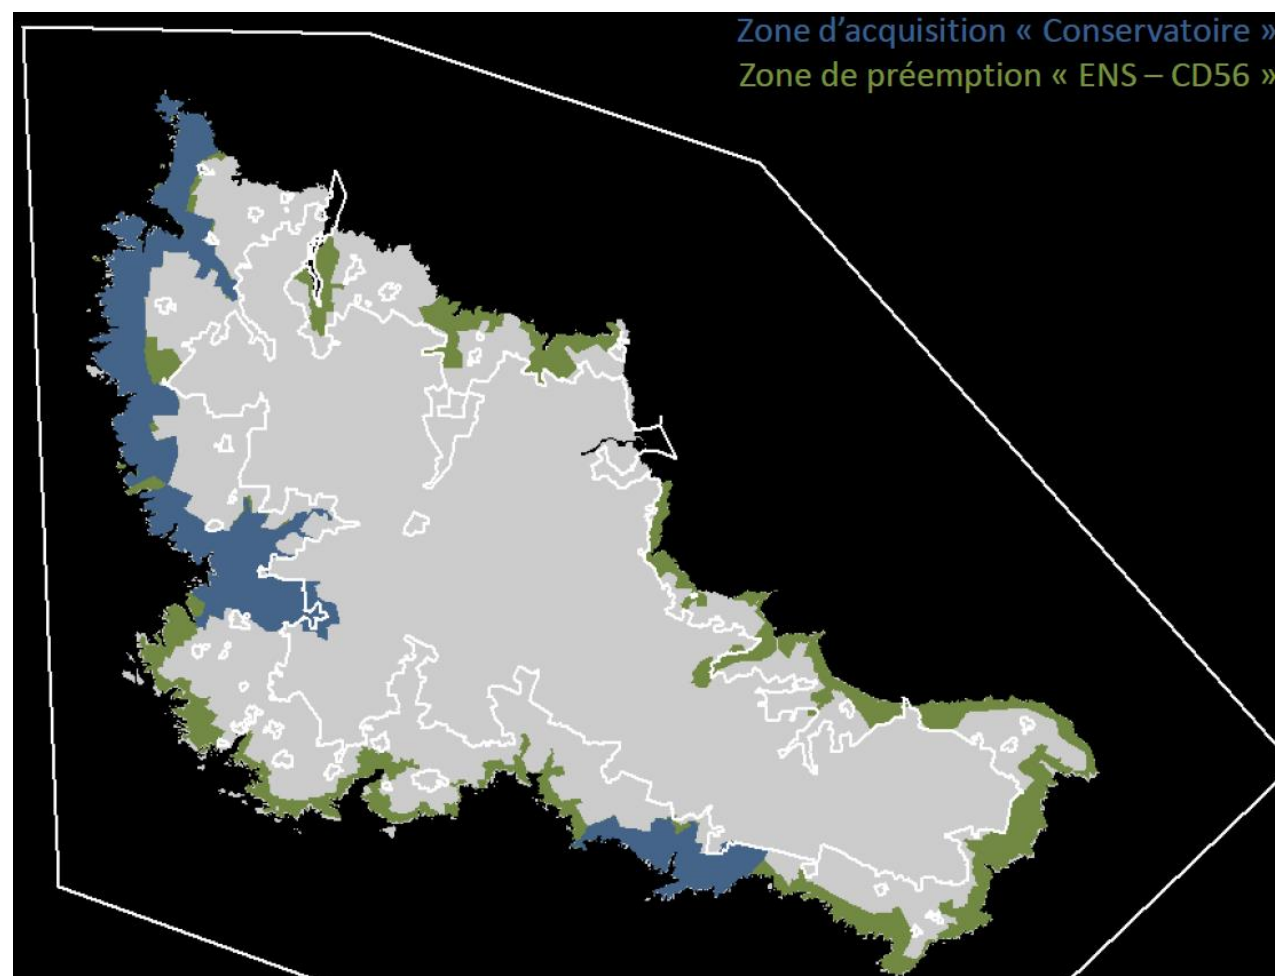 Zone d'acquisition « Conservatoire »
Zone de préemption « ENS – CD56 »